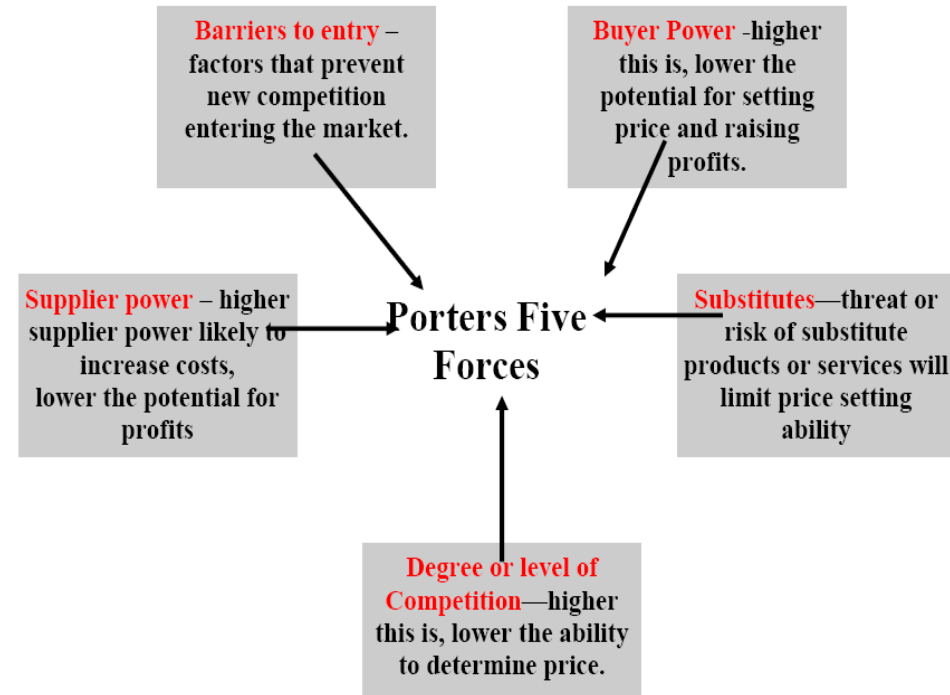 Barriers to entry –
factors that prevent
new competition
entering the market.
Buyer Power -higher
this is, lower the
potential for setting
price and raising
profits.
Supplier power – higher
supplier power likely to
increase costs,
lower the potential for
profits
Porters Five
Forces
Substitutes—threat or
risk of substitute
products or services will
limit price setting
ability
Degree or level of
Competition—higher
this is, lower the ability
to determine price.